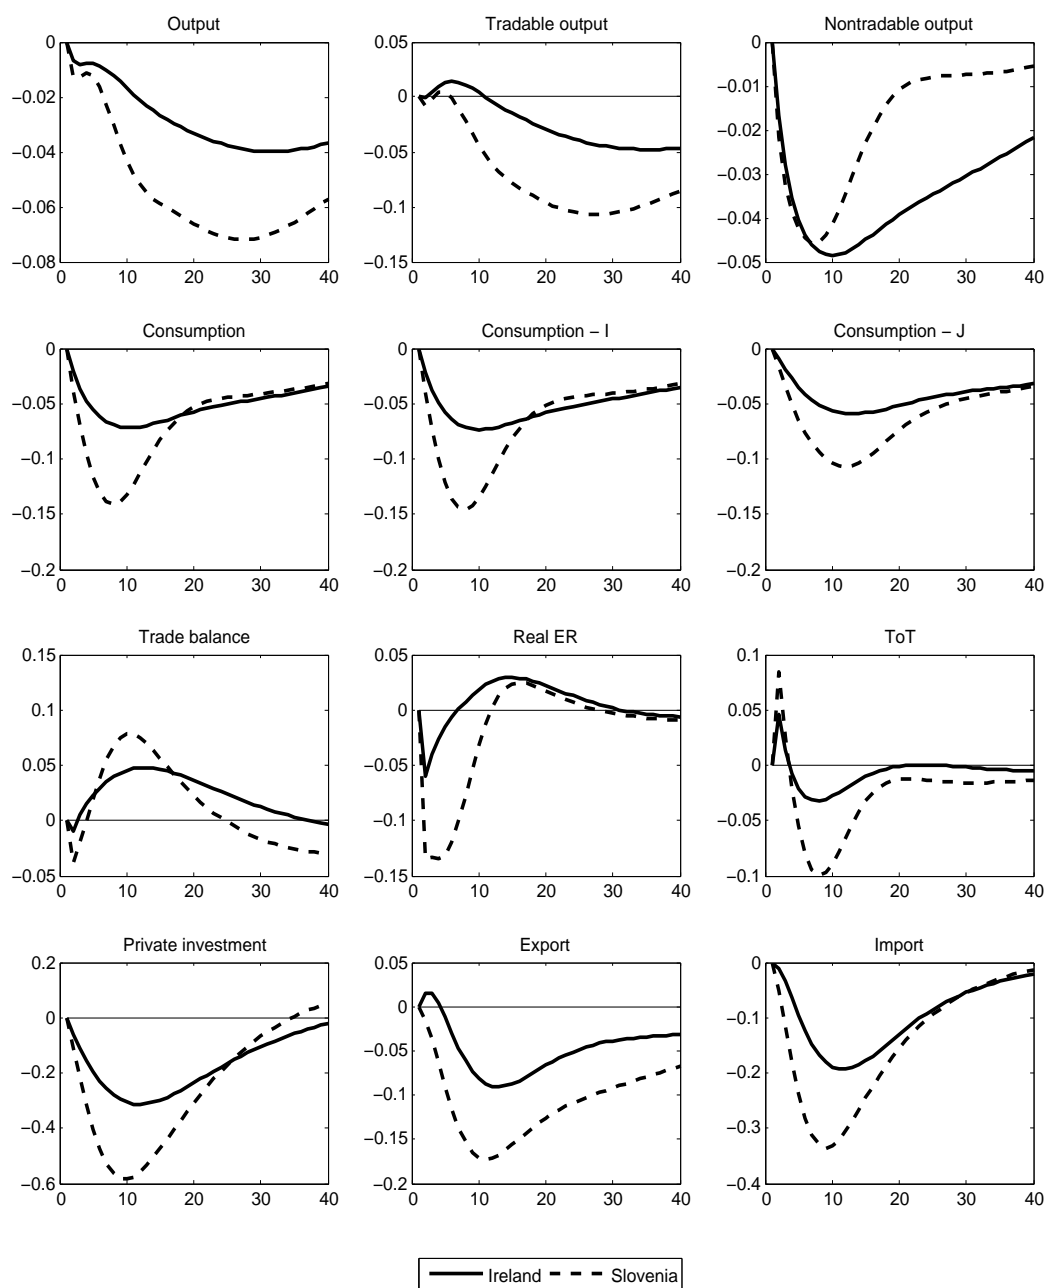 Output Tradable output Nontradable output
0 0.05 0
−0.02 0 −0.01
−0.04 −0.05 −0.02
−0.03
−0.06 −0.1 −0.04
−0.08 −0.15 −0.05
0 10 20 30 40 0 10 20 30 40 0 10 20 30 40
Consumption Consumption − I Consumption − J
0 0 0
−0.05 −0.05 −0.05
−0.1 −0.1 −0.1
−0.15 −0.15 −0.15
−0.2 −0.2 −0.2
0 10 20 30 40 0 10 20 30 40 0 10 20 30 40
Trade balance Real ER ToT
0.15 0.05 0.1
0.1 0 0.05
0.05 −0.05 0
0 −0.1 −0.05
−0.05 −0.15 −0.1
0 10 20 30 40 0 10 20 30 40 0 10 20 30 40
Private investment Export Import
0.2 0.05 0
0 0 −0.1
−0.2 −0.05 −0.2
−0.1
−0.4 −0.15 −0.3
−0.6 −0.2 −0.4
0 10 20 30 40 0 10 20 30 40 0 10 20 30 40
Ireland Slovenia